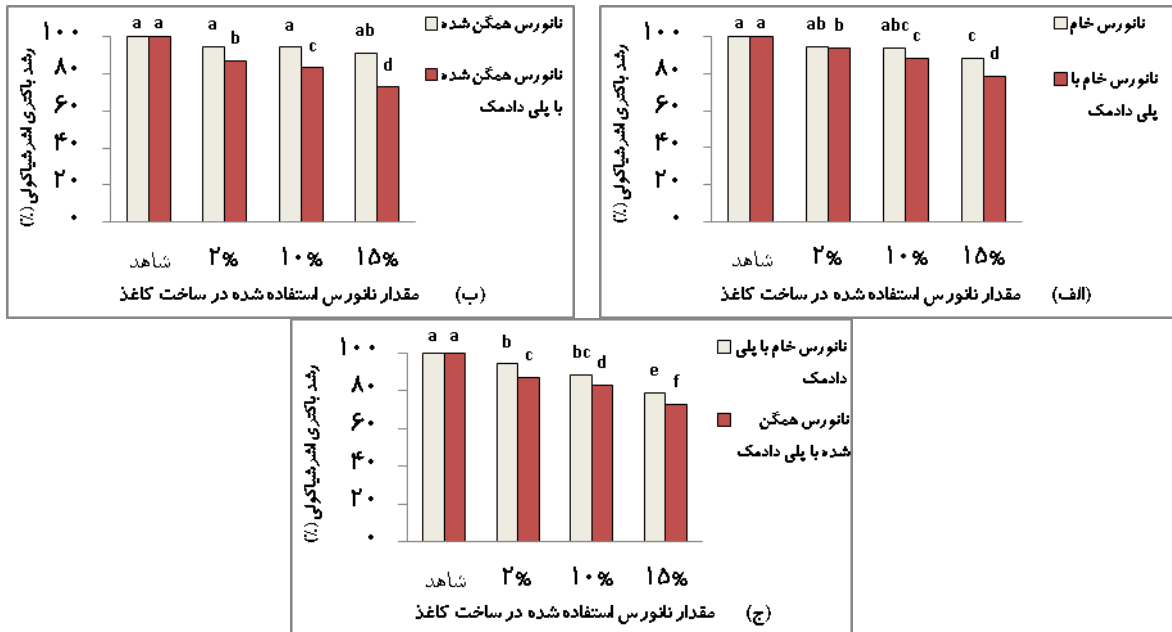 نانورس خام
نانورس خام با
پلی دادمک
a a ab b abc c c d
رشد باکتری اشرشیاکولی (%)
۱۰۰
۸۰
۶۰
۴۰
۲۰
۰
شاهد ۲% ۱۰% ۱۵%
مقدار نانورس استفاده شده در ساخت کاغذ
(الف)
نانورس همگن شده
نانورس همگن شده
با پلی دادمک
a a a b a c ab d
رشد باکتری اشرشیاکولی (%)
۱۰۰
۸۰
۶۰
۴۰
۲۰
۰
شاهد ۲% ۱۰% ۱۵%
مقدار نانورس استفاده شده در ساخت کاغذ
(ب)
نانورس خام با پلی
دادمک
نانورس همگن
شده با پلی دادمک
a a b c bc d e f
رشد باکتری اشرشیاکولی (%)
۱۰۰
۸۰
۶۰
۴۰
۲۰
۰
شاهد ۲% ۱۰% ۱۵%
مقدار نانورس استفاده شده در ساخت کاغذ
(ج)